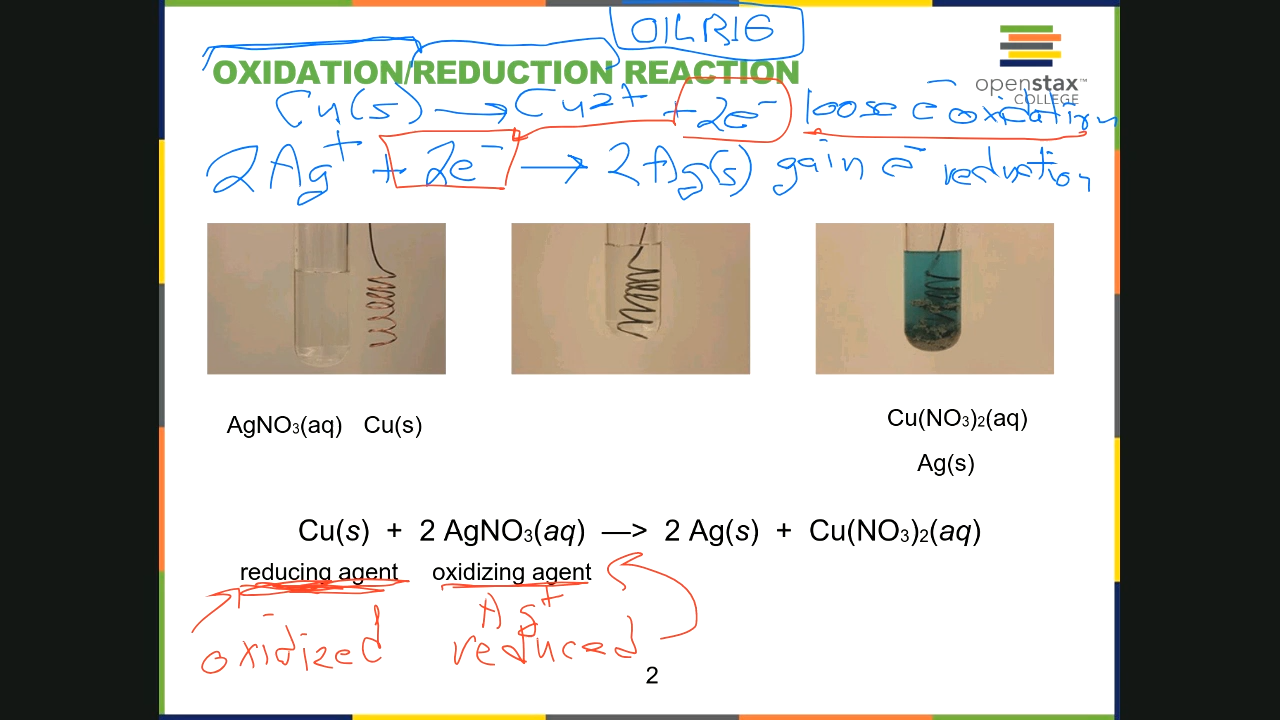 OILRIG
OXIDATION/REDUCTION REACTION
openstax™
COLLEGE
Cu(s) → Cu2+ + 2e⁻ loose e⁻ oxidation
2Ag⁺ + 2e⁻ → 2Ag(s) gain e⁻ reduction
AgNO₃(aq) Cu(s)
Cu(NO₃)₂(aq)
Ag(s)
Cu(s) + 2 AgNO₃(aq) —> 2 Ag(s) + Cu(NO₃)₂(aq)
reducing agent oxidizing agent
Ag⁺
oxidized reduced
2